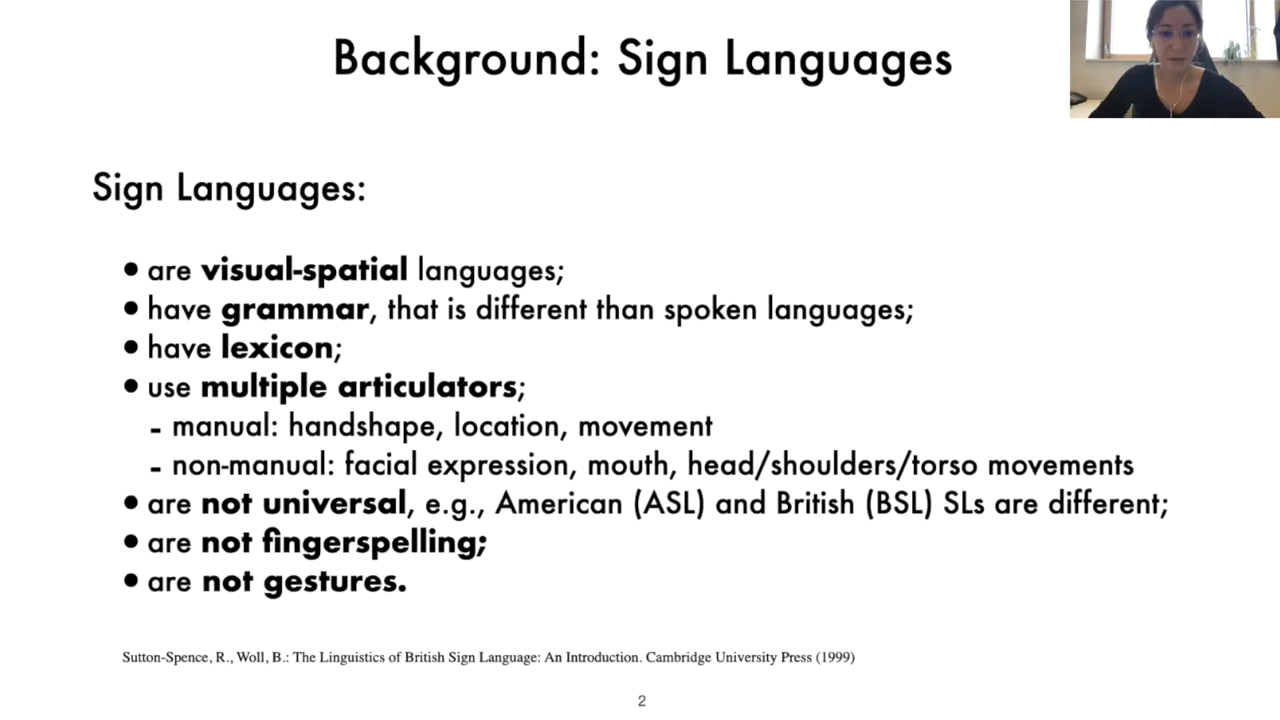 Background: Sign Languages
Sign Languages:
• are visual-spatial languages;
• have grammar, that is different than spoken languages;
• have lexicon;
• use multiple articulators;
- manual: handshape, location, movement
- non-manual: facial expression, mouth, head/shoulders/torso movements
• are not universal, e.g., American (ASL) and British (BSL) SLs are different;
• are not fingerspelling;
• are not gestures.
Sutton-Spence, R., Woll, B.: The Linguistics of British Sign Language: An Introduction. Cambridge University Press (1999)
2